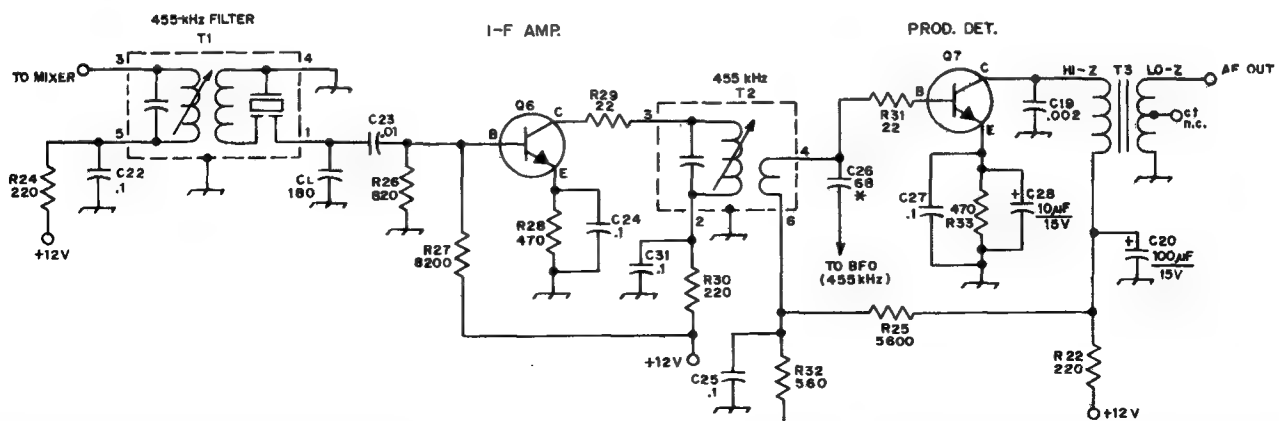 455-kHz FILTER
T1
3
4
TO MIXER
5
1
R24
220
C22
.1
+12V
CL
180
C23
.01
R26
820
R27
8200
I-F AMP.
Q6
B
C
E
R28
470
C24
.1
R29
22
455 kHz
T2
3
2
4
6
C31
.1
R30
220
+12V
C25
.1
R32
560
C26
68
*
TO BFO
(455kHz)
PROD. DET.
Q7
R31
22
B
C
E
C27
.1
470
R33
+
C28
10µF
15V
C19
.002
HI-Z
T3
LO-Z
AF OUT
ct
n.c.
+
C20
100µF
15V
R25
5600
R22
220
+12V